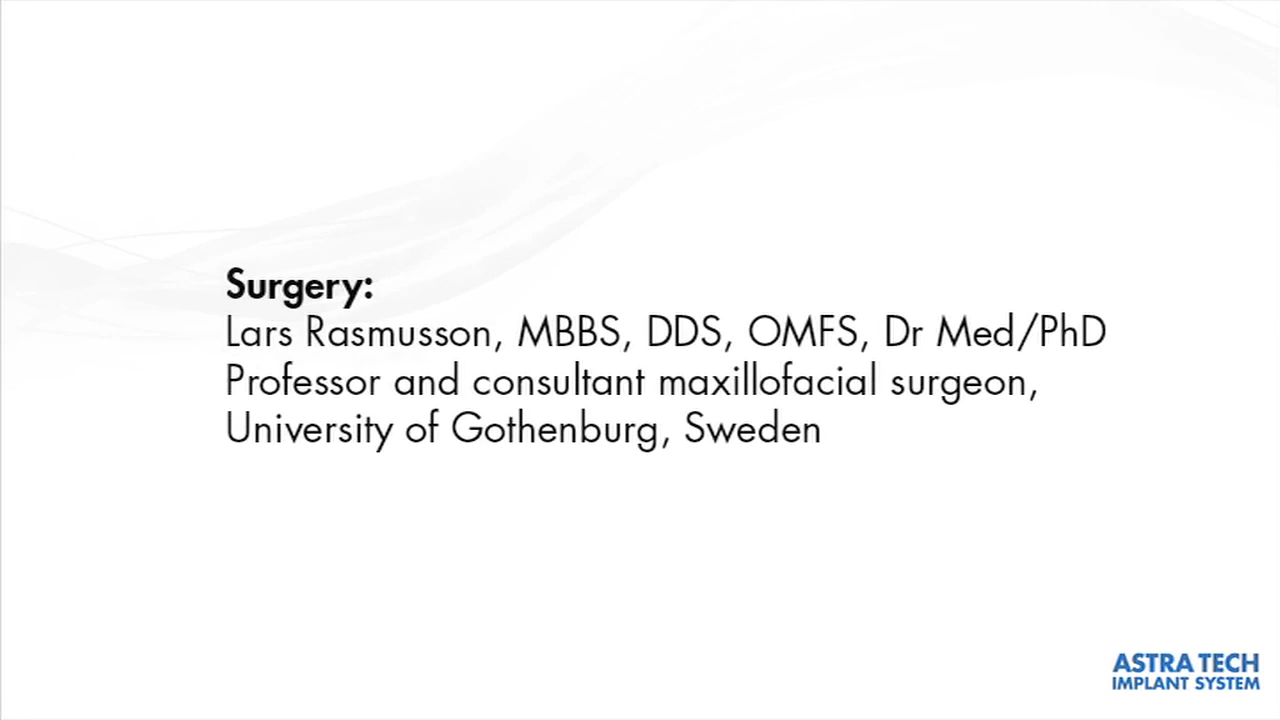 Surgery:
Lars Rasmusson, MBBS, DDS, OMFS, Dr Med/PhD
Professor and consultant maxillofacial surgeon,
University of Gothenburg, Sweden
ASTRA TECH
IMPLANT SYSTEM